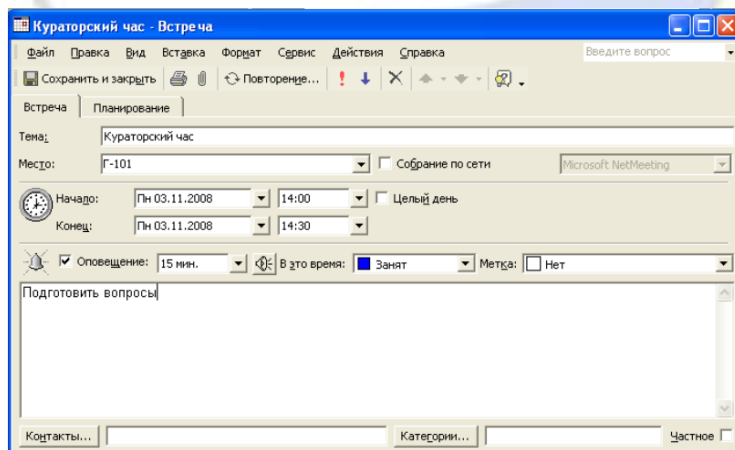 Кураторский час - Встреча
Файл Правка Вид Вставка Формат Сервис Действия Справка Введите вопрос
Сохранить и закрыть Повторение...
Встреча Планирование
Тема: Кураторский час
Место: Г-101 Собрание по сети Microsoft NetMeeting
Начало: Пн 03.11.2008 14:00 Целый день
Конец: Пн 03.11.2008 14:30
Оповещение: 15 мин. В это время: Занят Метка: Нет
Подготовить вопросы
Контакты... Категории... Частное